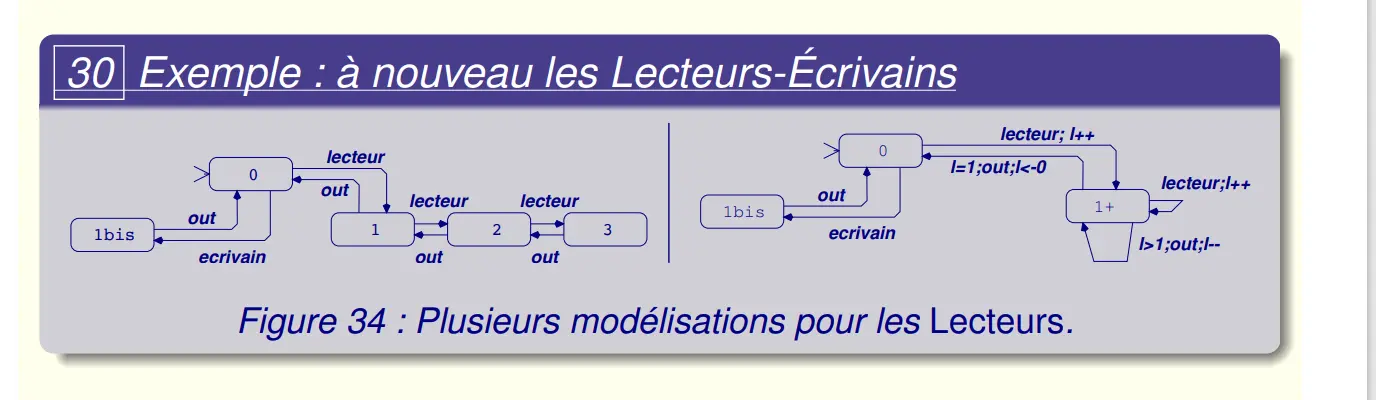 30 Exemple : à nouveau les Lecteurs-Écrivains
lecteur
0
out
lecteur
lecteur
out
1bis
1
2
3
ecrivain
out
out
lecteur; l++
0
l=1;out;l<-0
lecteur;l++
out
1bis
1+
ecrivain
l>1;out;l--
Figure 34 : Plusieurs modélisations pour les Lecteurs.